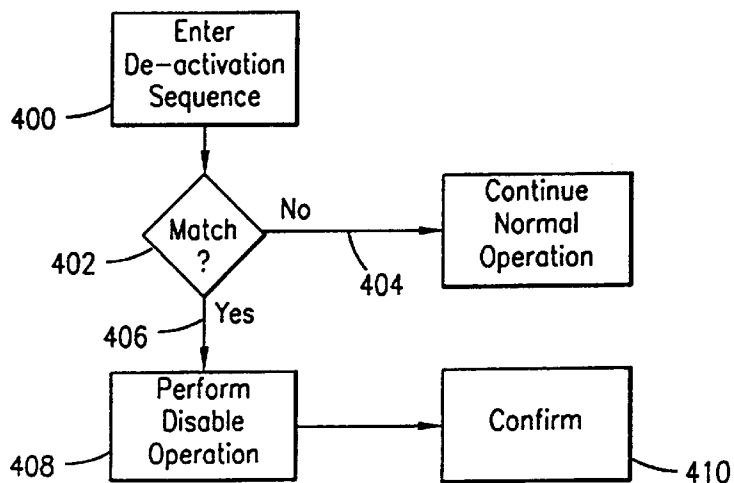 Enter
De-activation
Sequence
400
Match
?
402
No
404
Continue
Normal
Operation
Yes
406
Perform
Disable
Operation
408
Confirm
410